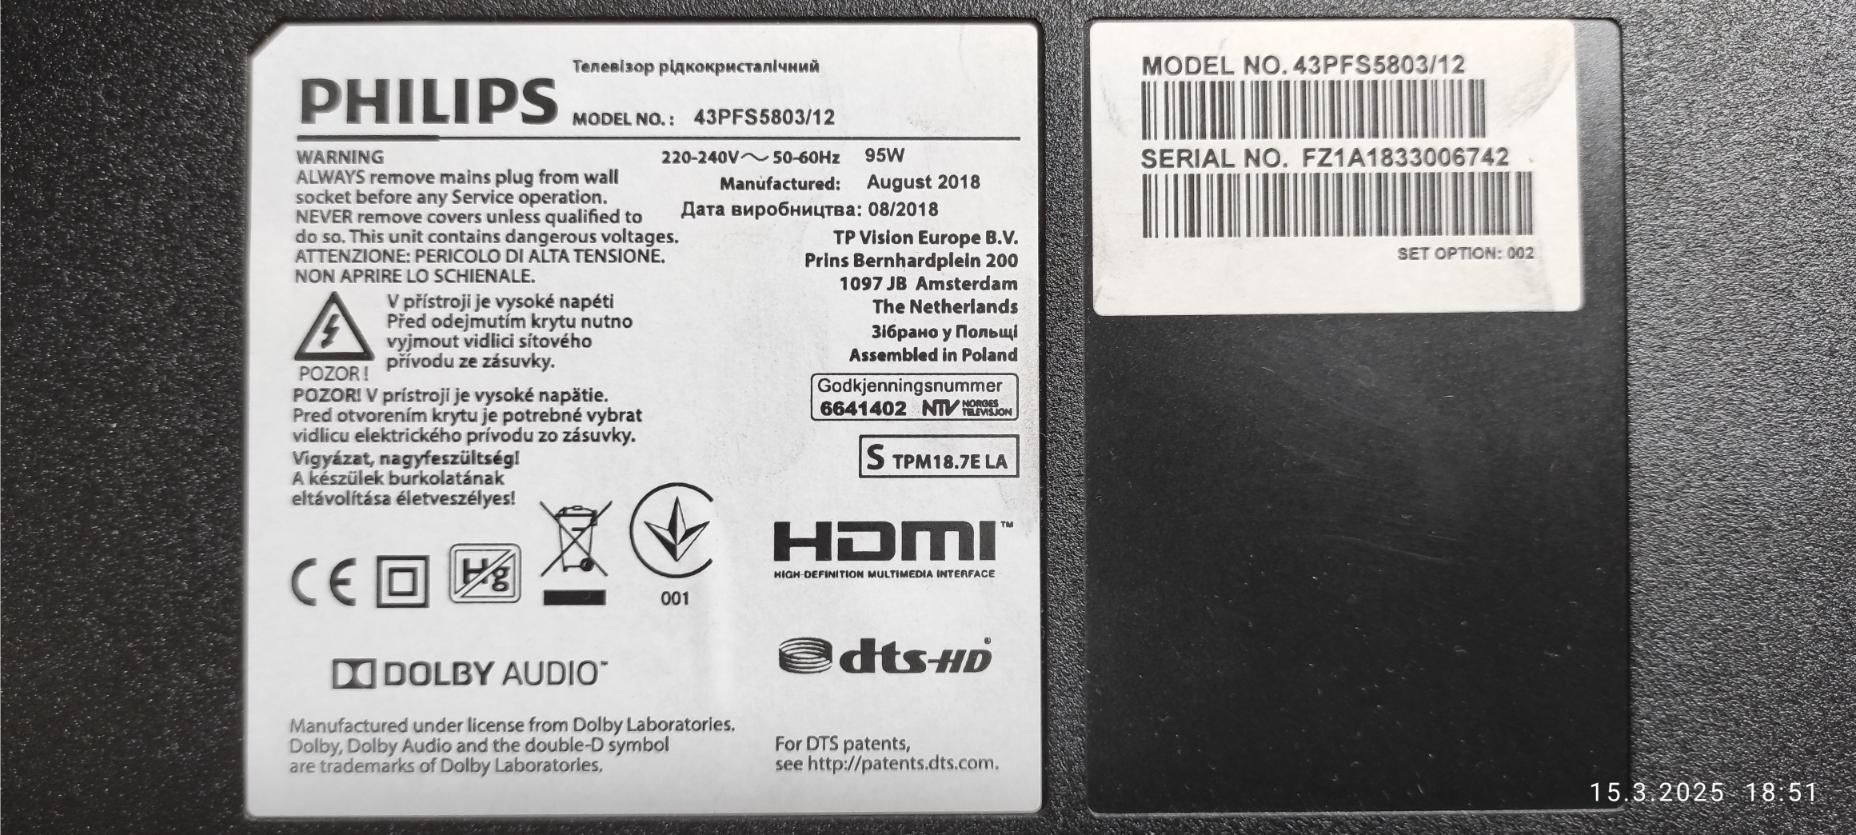 Телевізор рідкокристалічний
PHILIPS
MODEL NO.: 43PFS5803/12
WARNING
ALWAYS remove mains plug from wall
socket before any Service operation.
NEVER remove covers unless qualified to
do so. This unit contains dangerous voltages.
ATTENZIONE: PERICOLO DI ALTA TENSIONE.
NON APRIRE LO SCHIENALE.
V přístroji je vysoké napětí
Před odejmutím krytu nutno
vyjmout vidlici síťového
přívodu ze zásuvky.
POZOR!
POZOR! V prístroji je vysoké napätie.
Pred otvorením krytu je potrebné vybrat
vidlicu elektrického prívodu zo zásuvky.
Vigyázat, nagyfeszültség!
A készülek burkolatának
eltávolítása életveszélyes!
220-240V~ 50-60Hz 95W
Manufactured: August 2018
Дата виробництва: 08/2018
TP Vision Europe B.V.
Prins Bernhardplein 200
1097 JB Amsterdam
The Netherlands
Зібрано у Польщі
Assembled in Poland
Godkjenningsnummer
6641402 NTV NORGES TELEVISJON
S TPM18.7E LA
CE
Hg
001
HDMI™
HIGH-DEFINITION MULTIMEDIA INTERFACE
DOLBY AUDIO™
dts-HD®
Manufactured under license from Dolby Laboratories.
Dolby, Dolby Audio and the double-D symbol
are trademarks of Dolby Laboratories.
For DTS patents,
see http://patents.dts.com.
MODEL NO. 43PFS5803/12
SERIAL NO. FZ1A1833006742
SET OPTION: 002
15.3.2025 18:51